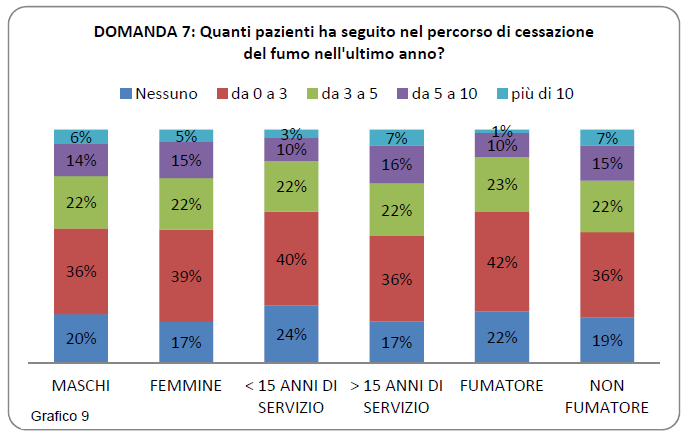 DOMANDA 7: Quanti pazienti ha seguito nel percorso di cessazione
del fumo nell'ultimo anno?
Nessuno da 0 a 3 da 3 a 5 da 5 a 10 più di 10
6% 5% 3% 7% 1% 7%
14% 15% 10% 16% 10% 15%
22% 22% 22% 22% 23% 22%
36% 39% 40% 36% 42% 36%
20% 17% 24% 17% 22% 19%
MASCHI FEMMINE < 15 ANNI DI > 15 ANNI DI FUMATORE NON
SERVIZIO SERVIZIO FUMATORE
Grafico 9